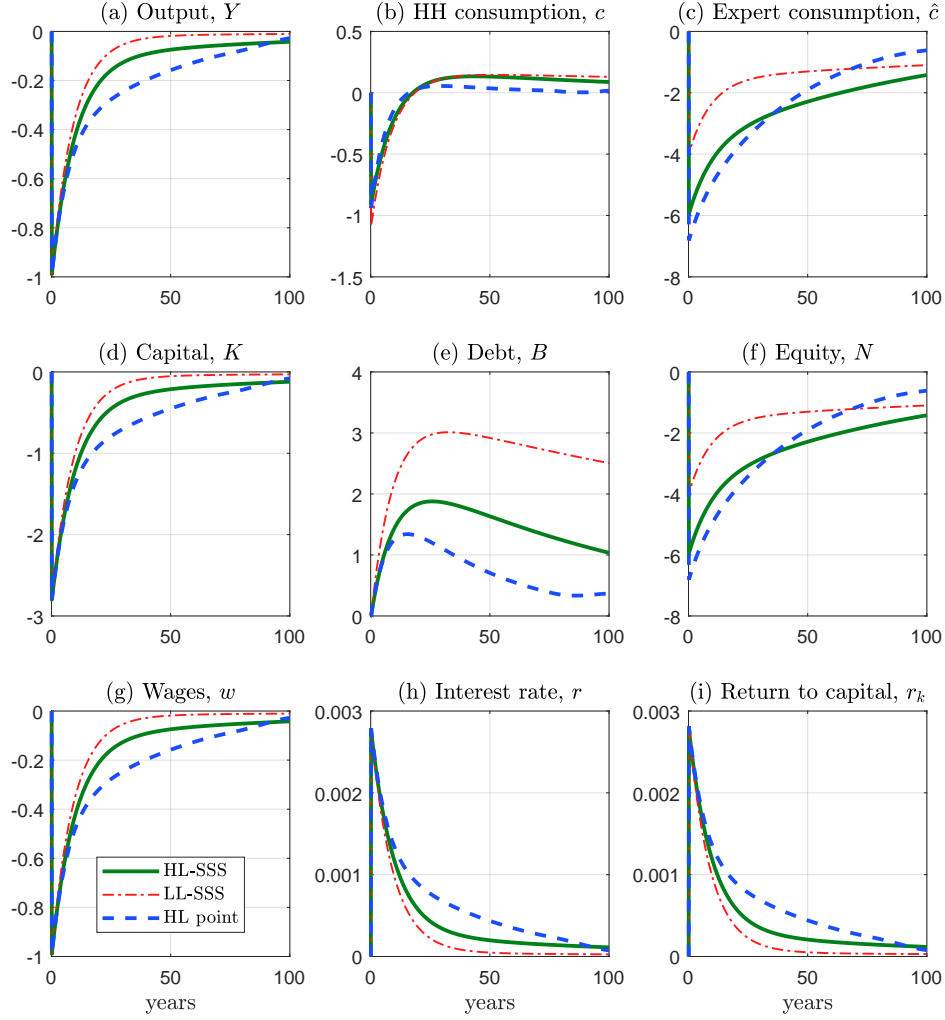 (a) Output, Y
0
-0.2
-0.4
-0.6
-0.8
-1
0 50 100
(b) HH consumption, c
0.5
0
-0.5
-1
-1.5
0 50 100
(c) Expert consumption, ĉ
0
-2
-4
-6
-8
0 50 100
(d) Capital, K
0
-1
-2
-3
0 50 100
(e) Debt, B
4
3
2
1
0
0 50 100
(f) Equity, N
0
-2
-4
-6
-8
0 50 100
(g) Wages, w
0
-0.2
-0.4
-0.6
-0.8
-1
HL-SSS
LL-SSS
HL point
0 50 100
years
(h) Interest rate, r
0.003
0.002
0.001
0
0 50 100
years
(i) Return to capital, r_k
0.003
0.002
0.001
0
0 50 100
years